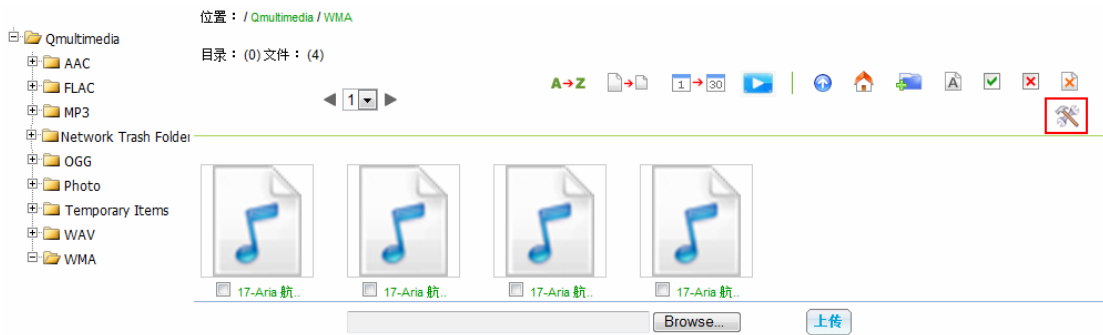 位置： / Qmultimedia / WMA
目录： (0) 文件： (4)
Qmultimedia
AAC
FLAC
MP3
Network Trash Folder
OGG
Photo
Temporary Items
WAV
WMA
A→Z
1→30
A
1
17-Aria 航..
17-Aria 航..
17-Aria 航..
17-Aria 航..
Browse...
上传